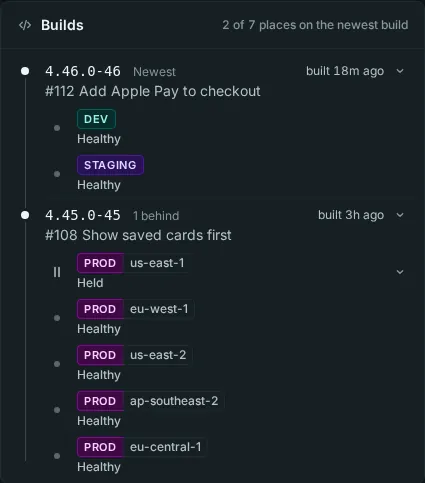 Builds 2 of 7 places on the newest build
4.46.0-46 Newest built 18m ago
#112 Add Apple Pay to checkout
DEV
Healthy
STAGING
Healthy
4.45.0-45 1 behind built 3h ago
#108 Show saved cards first
PROD us-east-1
Held
PROD eu-west-1
Healthy
PROD us-east-2
Healthy
PROD ap-southeast-2
Healthy
PROD eu-central-1
Healthy